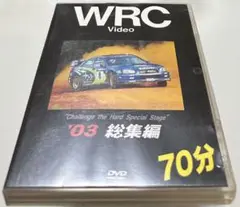 WRC
Video
"Challenge the Hard Special Stage"
'03 総集編
70分
DVD